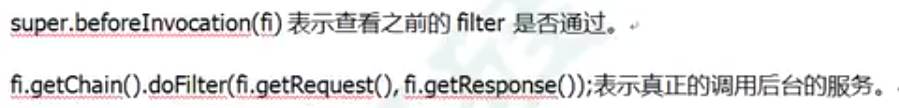 super.beforeInvocation(fi) 表示查看之前的 filter 是否通过。
fi.getChain().doFilter(fi.getRequest(), fi.getResponse());表示真正的调用后台的服务。